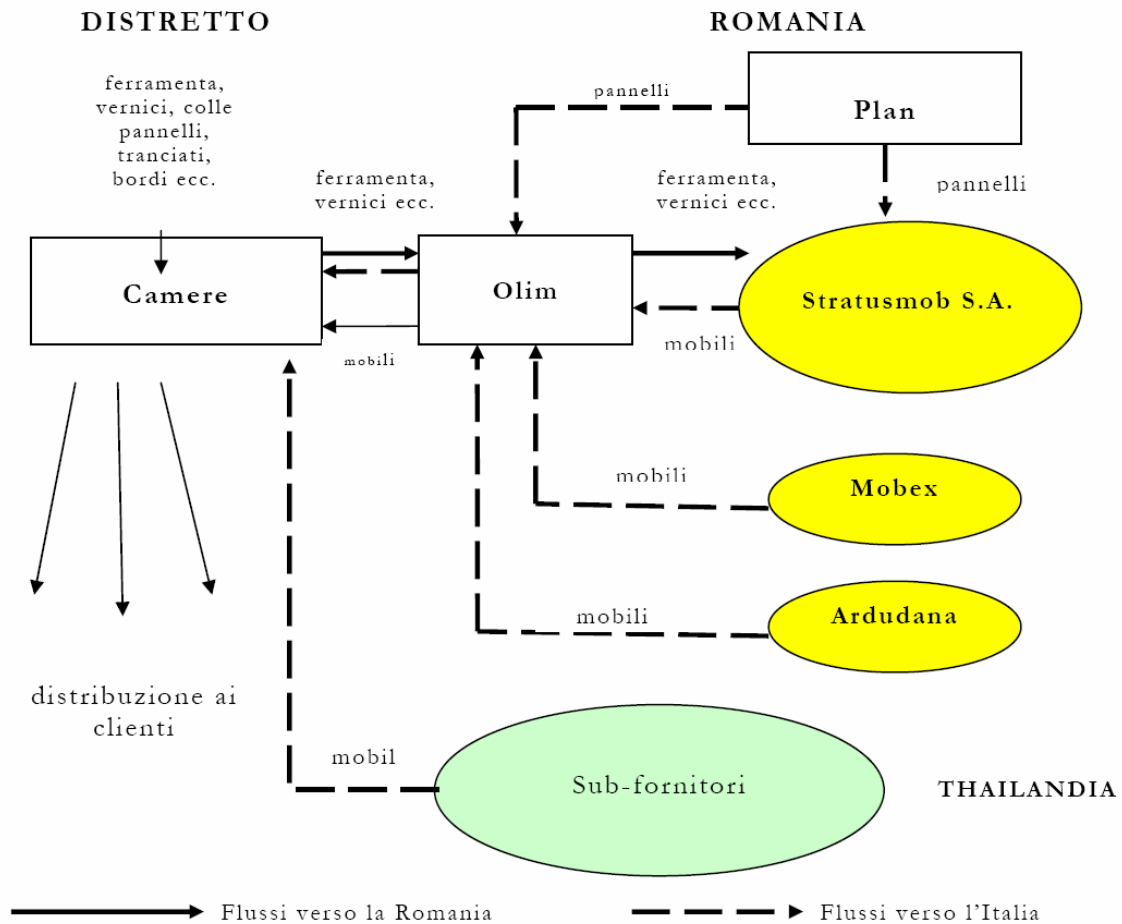 DISTRETTO
ROMANIA
ferramenta,
vernici, colle
pannelli,
tranciati,
bordi ecc.
pannelli
Plan
ferramenta,
vernici ecc.
ferramenta,
vernici ecc.
pannelli
Camere
Olim
Stratusmob S.A.
mobili
mobili
mobili
Mobex
mobili
Ardudana
distribuzione ai
clienti
mobil
Sub-fornitori
THAILANDIA
Flussi verso la Romania
Flussi verso l'Italia